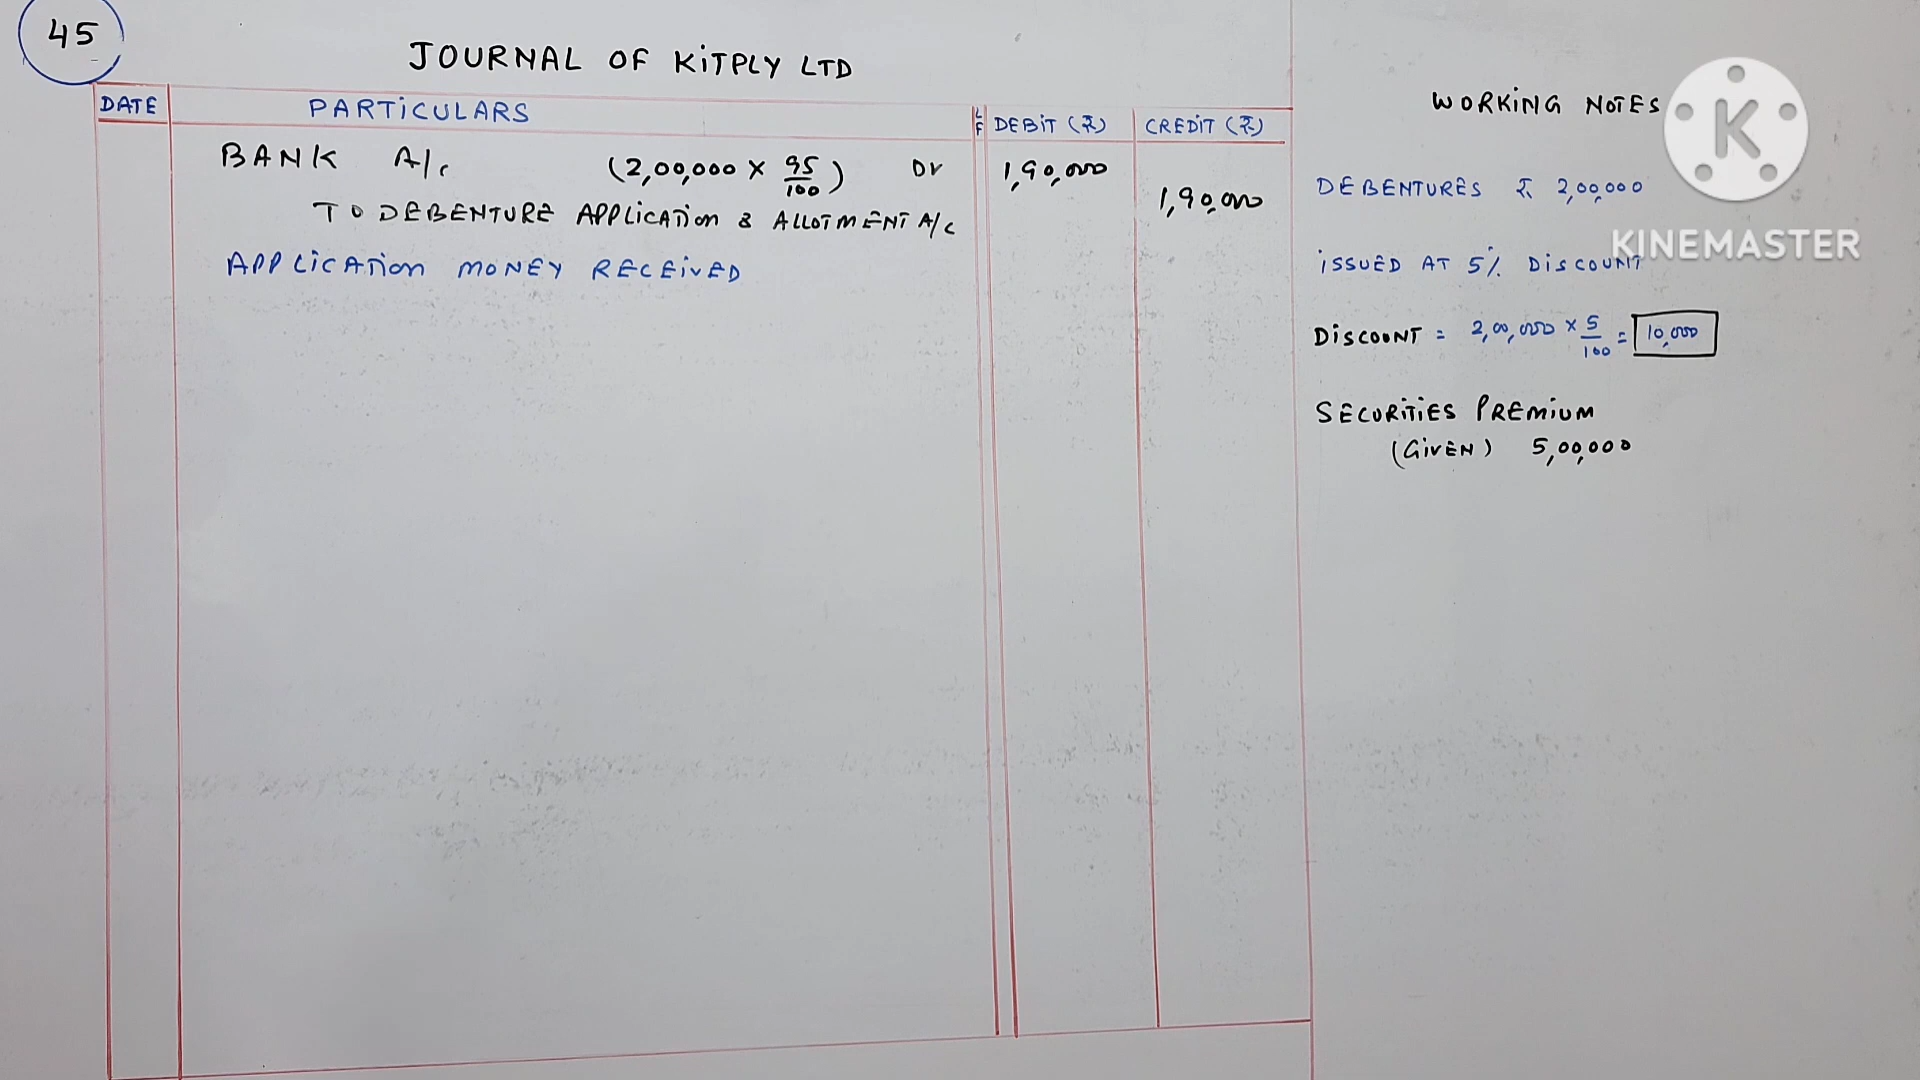 45
JOURNAL OF KITPLY LTD
DATE PARTICULARS LF DEBIT (₹) CREDIT (₹)
BANK A/c (2,00,000 × 95/100) Dr 1,90,000
TO DEBENTURE APPLICATION & ALLOTMENT A/c 1,90,000
APPLICATION MONEY RECEIVED
WORKING NOTES
DEBENTURES ₹ 2,00,000
ISSUED AT 5% DISCOUNT
DISCOUNT = 2,00,000 × 5/100 = 10,000
SECURITIES PREMIUM
(GIVEN) 5,00,000
K
KINEMASTER